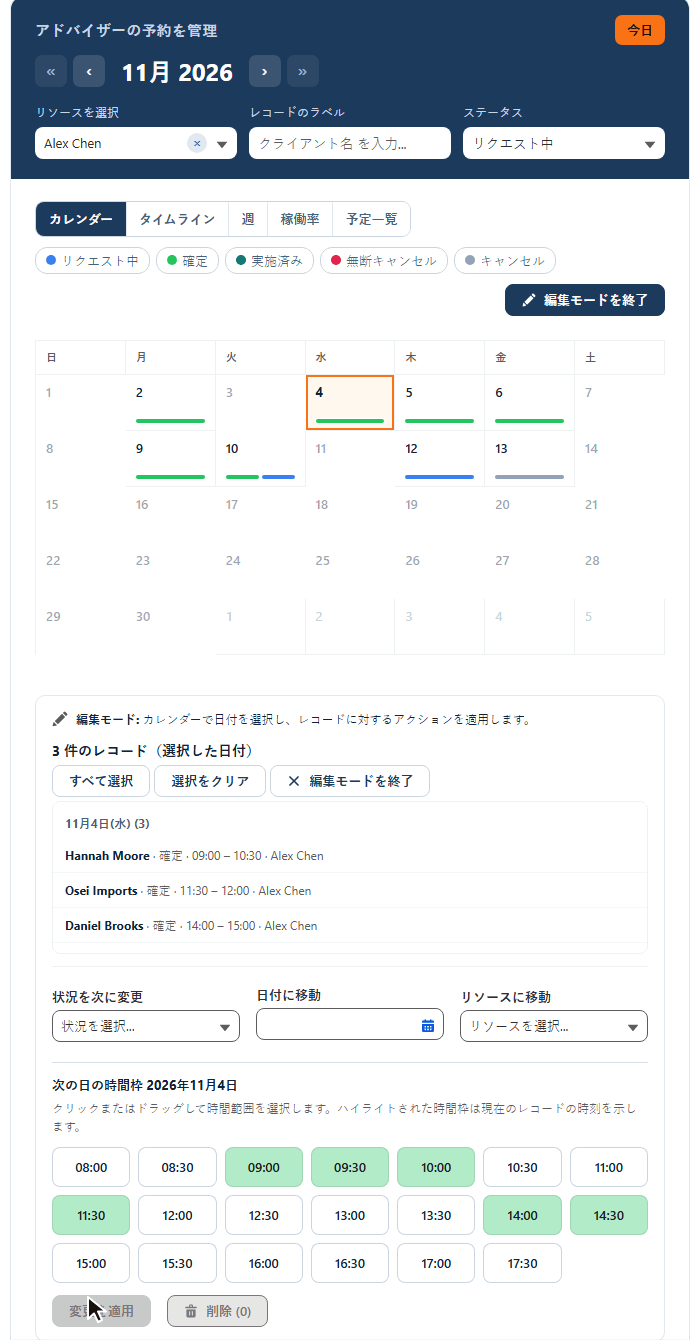 アドバイザーの予約を管理
今日
« ‹ 11月 2026 › »
リソースを選択 レコードのラベル ステータス
Alex Chen × クライアント名 を入力... リクエスト中
カレンダー タイムライン 週 稼働率 予定一覧
リクエスト中 確定 実施済み 無断キャンセル キャンセル
編集モードを終了
日 月 火 水 木 金 土
1 2 3 4 5 6 7
8 9 10 11 12 13 14
15 16 17 18 19 20 21
22 23 24 25 26 27 28
29 30 1 2 3 4 5
編集モード: カレンダーで日付を選択し、レコードに対するアクションを適用します。
3 件のレコード（選択した日付）
すべて選択 選択をクリア × 編集モードを終了
11月4日(水) (3)
Hannah Moore · 確定 · 09:00 – 10:30 · Alex Chen
Osei Imports · 確定 · 11:30 – 12:00 · Alex Chen
Daniel Brooks · 確定 · 14:00 – 15:00 · Alex Chen
状況を次に変更 日付に移動 リソースに移動
状況を選択... リソースを選択...
次の日の時間枠 2026年11月4日
クリックまたはドラッグして時間範囲を選択します。ハイライトされた時間枠は現在のレコードの時刻を示し
ます。
08:00 08:30 09:00 09:30 10:00 10:30 11:00
11:30 12:00 12:30 13:00 13:30 14:00 14:30
15:00 15:30 16:00 16:30 17:00 17:30
適用 削除 (0)